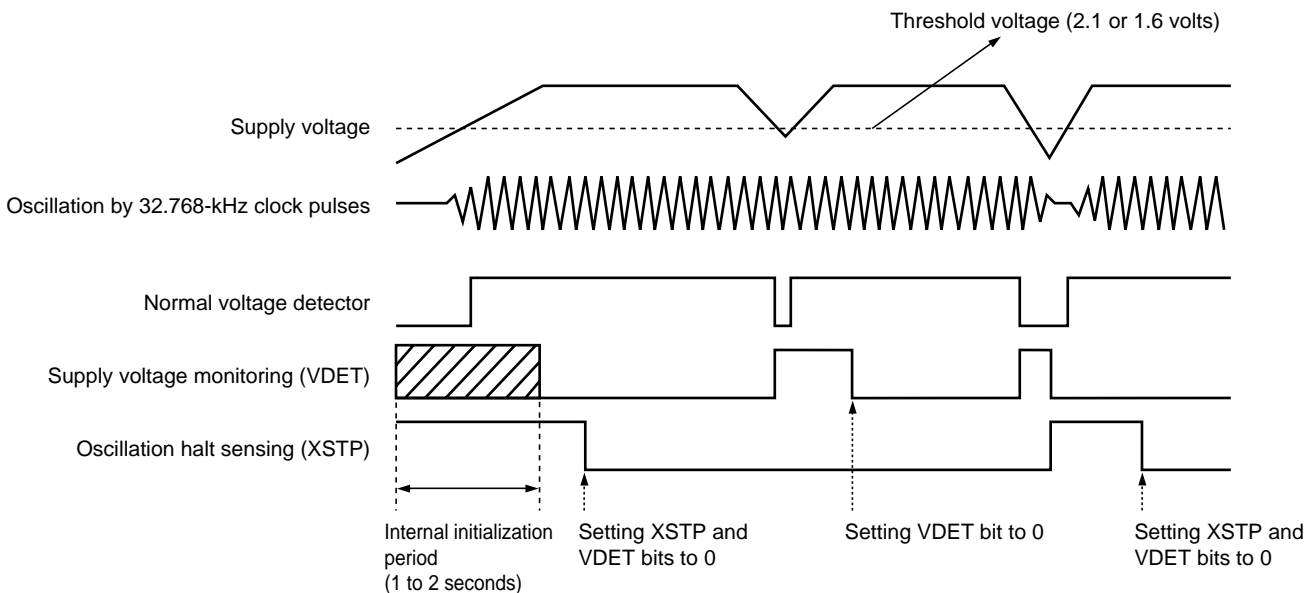 Threshold voltage (2.1 or 1.6 volts)
Supply voltage
Oscillation by 32.768-kHz clock pulses
Normal voltage detector
Supply voltage monitoring (VDET)
Oscillation halt sensing (XSTP)
Internal initialization
period
(1 to 2 seconds)
Setting XSTP and
VDET bits to 0
Setting VDET bit to 0
Setting XSTP and
VDET bits to 0